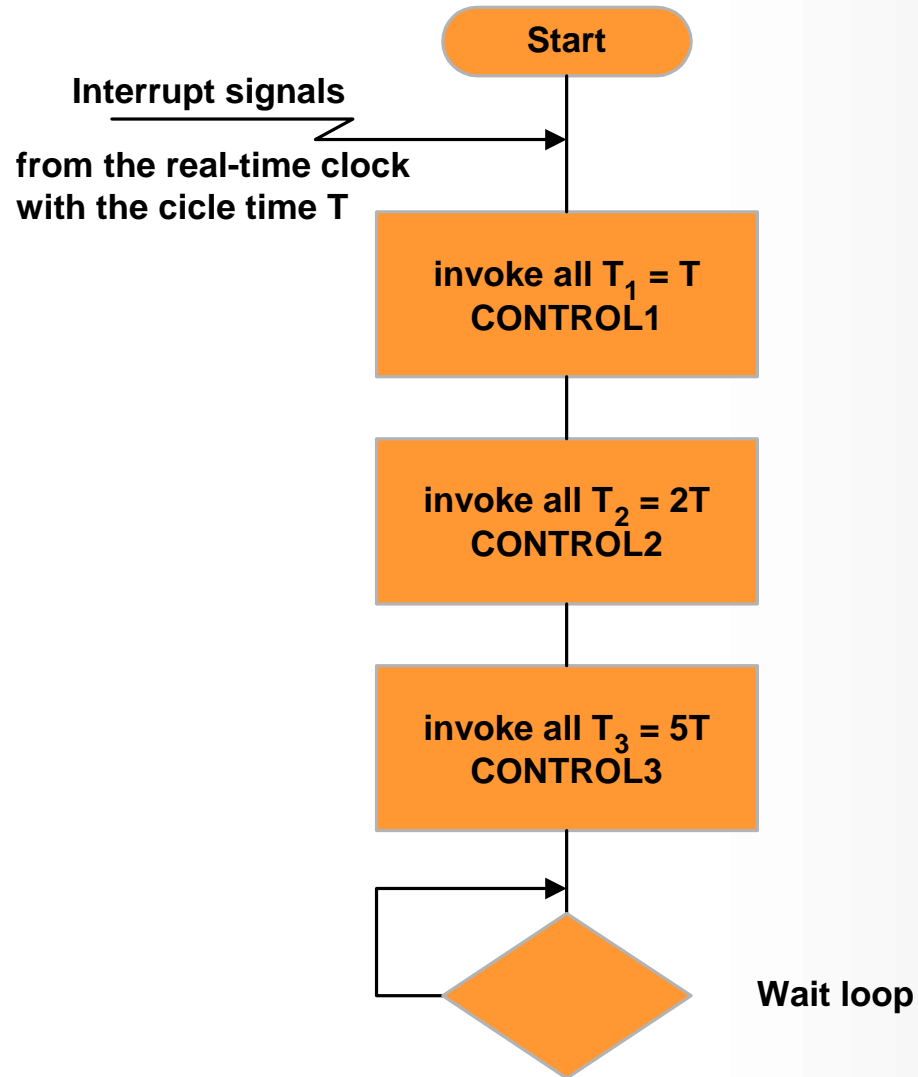 Start
Interrupt signals
from the real-time clock
with the cicle time T
invoke all T₁ = T
CONTROL1
invoke all T₂ = 2T
CONTROL2
invoke all T₃ = 5T
CONTROL3
Wait loop